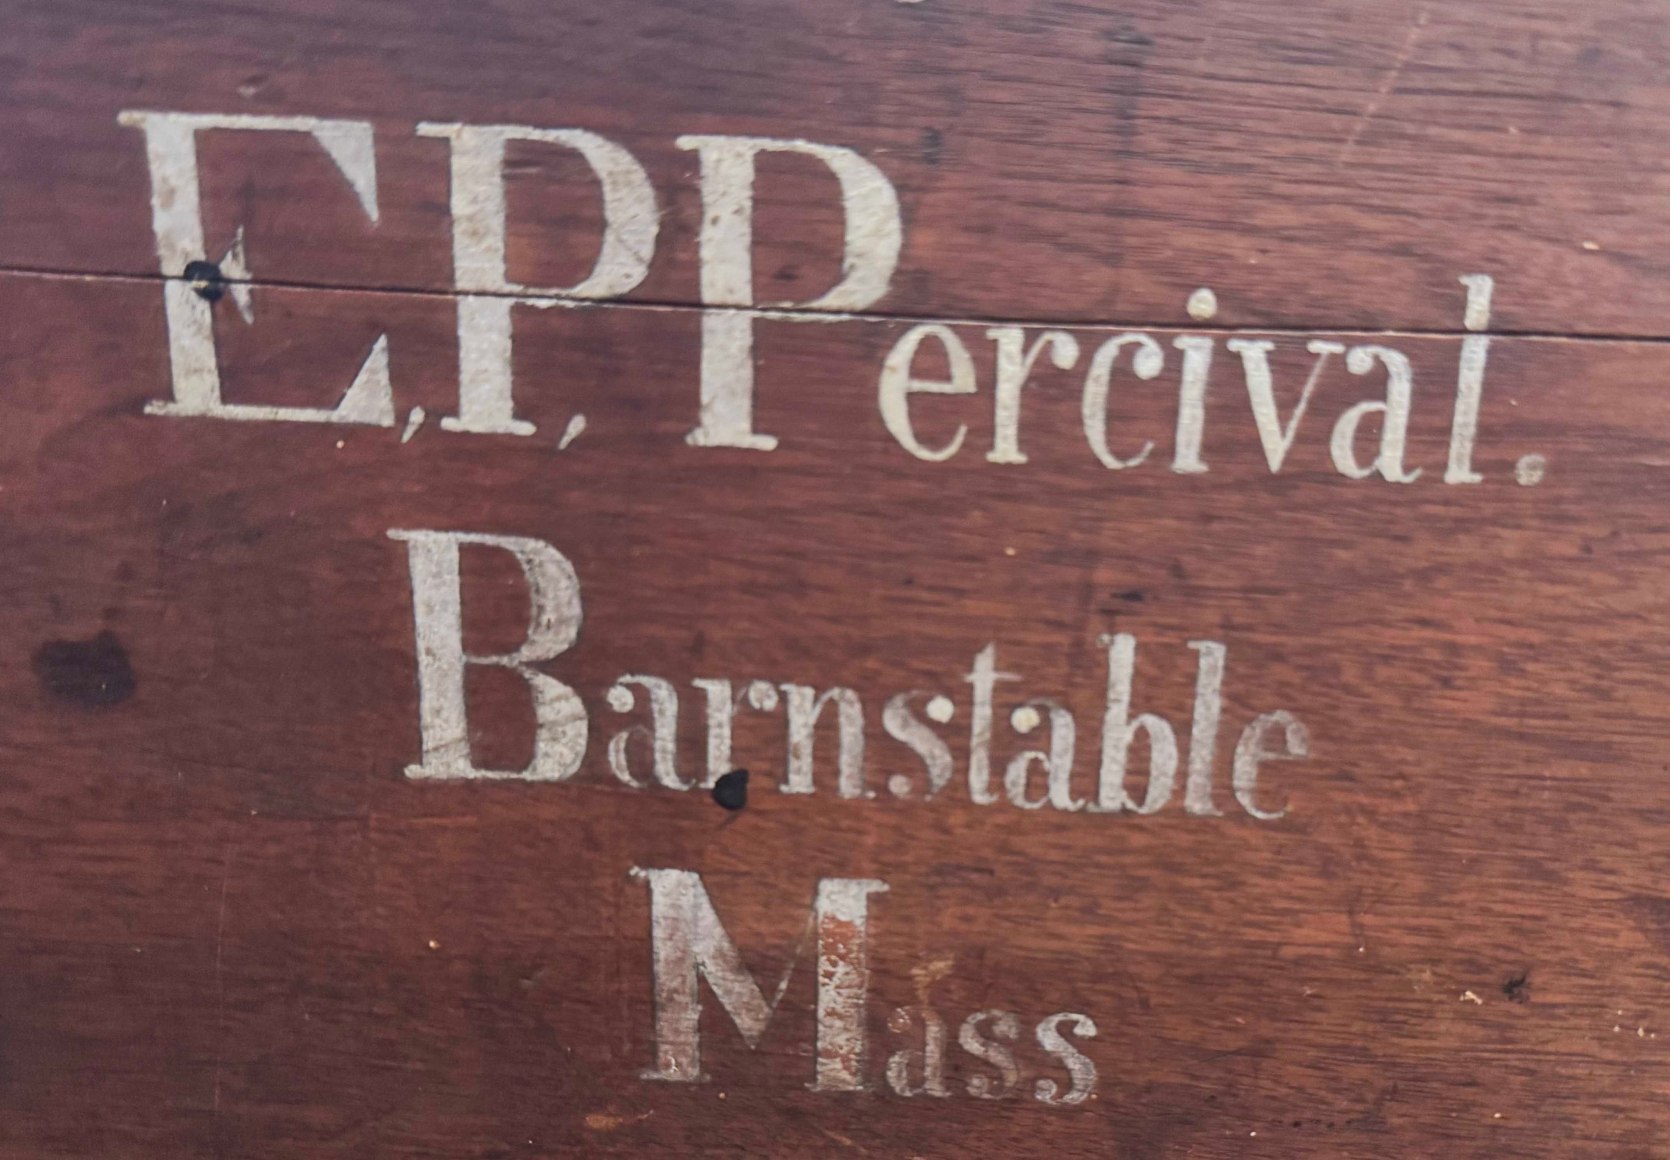 E,P,Percival.
Barnstable
Mass